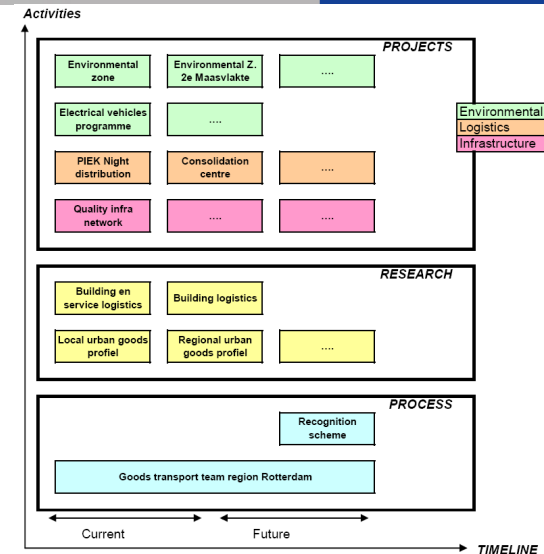 Activities
PROJECTS
Environmental
zone
Environmental Z.
2e Maasvlakte
....
Electrical vehicles
programme
....
Environmental
Logistics
Infrastructure
PIEK Night
distribution
Consolidation
centre
....
Quality infra
network
....
....
RESEARCH
Building en
service logistics
Building logistics
Local urban goods
profiel
Regional urban
goods profiel
....
PROCESS
Recognition
scheme
Goods transport team region Rotterdam
Current
Future
TIMELINE